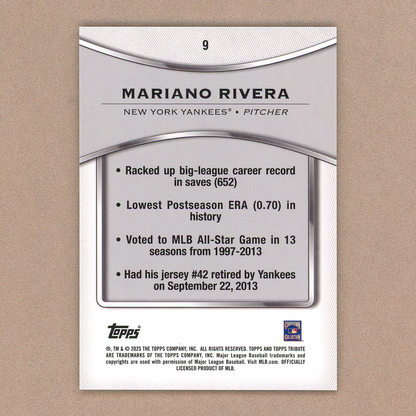 9
MARIANO RIVERA
NEW YORK YANKEES® • PITCHER
• Racked up big-league career record
in saves (652)
• Lowest Postseason ERA (0.70) in
history
• Voted to MLB All-Star Game in 13
seasons from 1997-2013
• Had his jersey #42 retired by Yankees
on September 22, 2013
Topps
®, TM & © 2025 THE TOPPS COMPANY, INC. ALL RIGHTS RESERVED. TOPPS AND TOPPS TRIBUTE
ARE TRADEMARKS OF THE TOPPS COMPANY, INC. Major League Baseball trademarks and
copyrights are used with permission of Major League Baseball. Visit MLB.com. OFFICIALLY
LICENSED PRODUCT OF MLB.